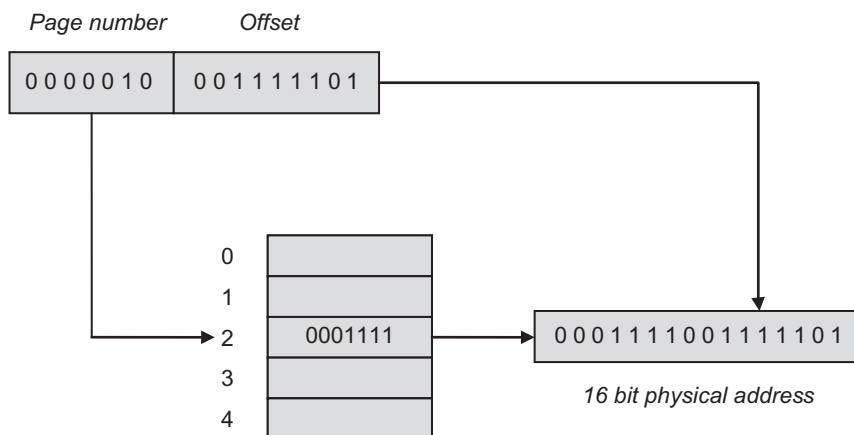 Page number Offset
0 0 0 0 0 1 0 0 0 1 1 1 1 1 0 1
0
1
2 0001111 0 0 0 1 1 1 1 0 0 1 1 1 1 1 0 1
3
16 bit physical address
4